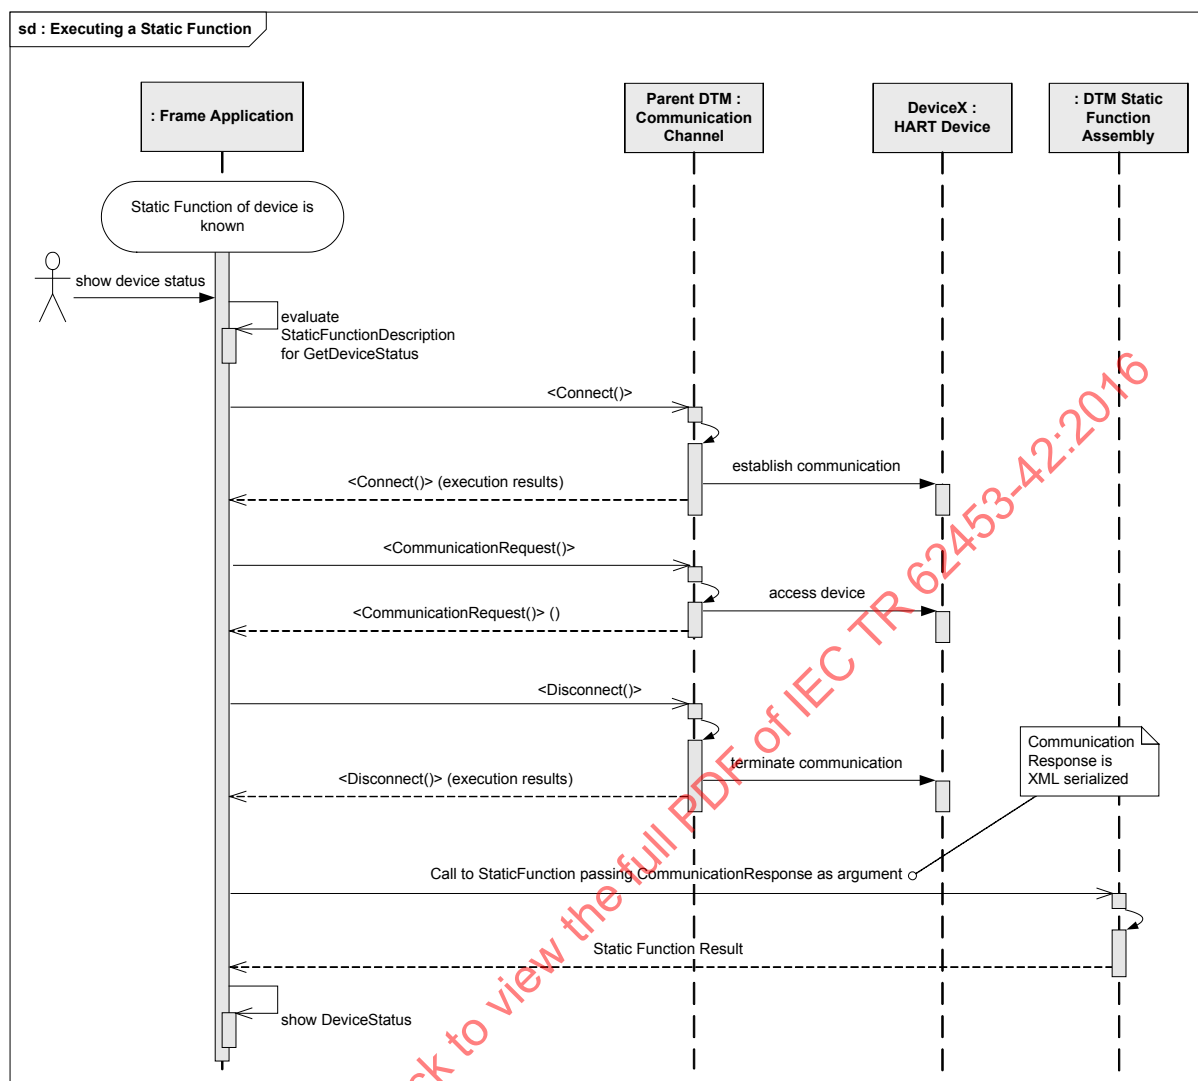 sd : Executing a Static Function
: Frame Application
Parent DTM :
Communication
Channel
DeviceX :
HART Device
: DTM Static
Function
Assembly
Static Function of device is
known
show device status
evaluate
StaticFunctionDescription
for GetDeviceStatus
<Connect()>
establish communication
<Connect()> (execution results)
<CommunicationRequest()>
access device
<CommunicationRequest()> ()
<Disconnect()>
Communication
Response is
XML serialized
terminate communication
<Disconnect()> (execution results)
Call to StaticFunction passing CommunicationResponse as argument
Static Function Result
show DeviceStatus
ck to view the full PDF of IEC TR 62453-42:2016